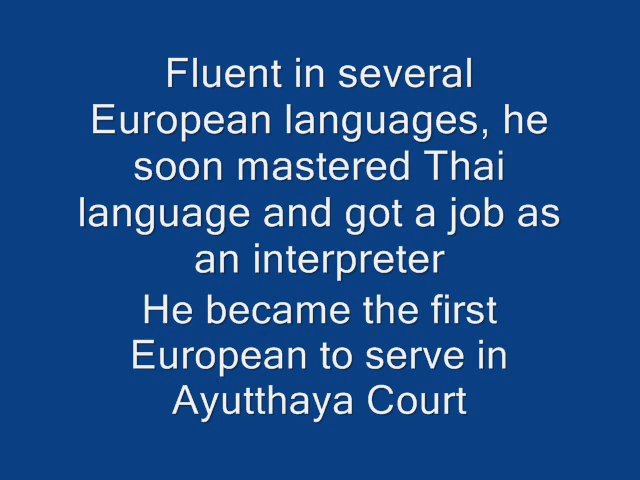 Fluent in several
European languages, he
soon mastered Thai
language and got a job as
an interpreter
He became the first
European to serve in
Ayutthaya Court